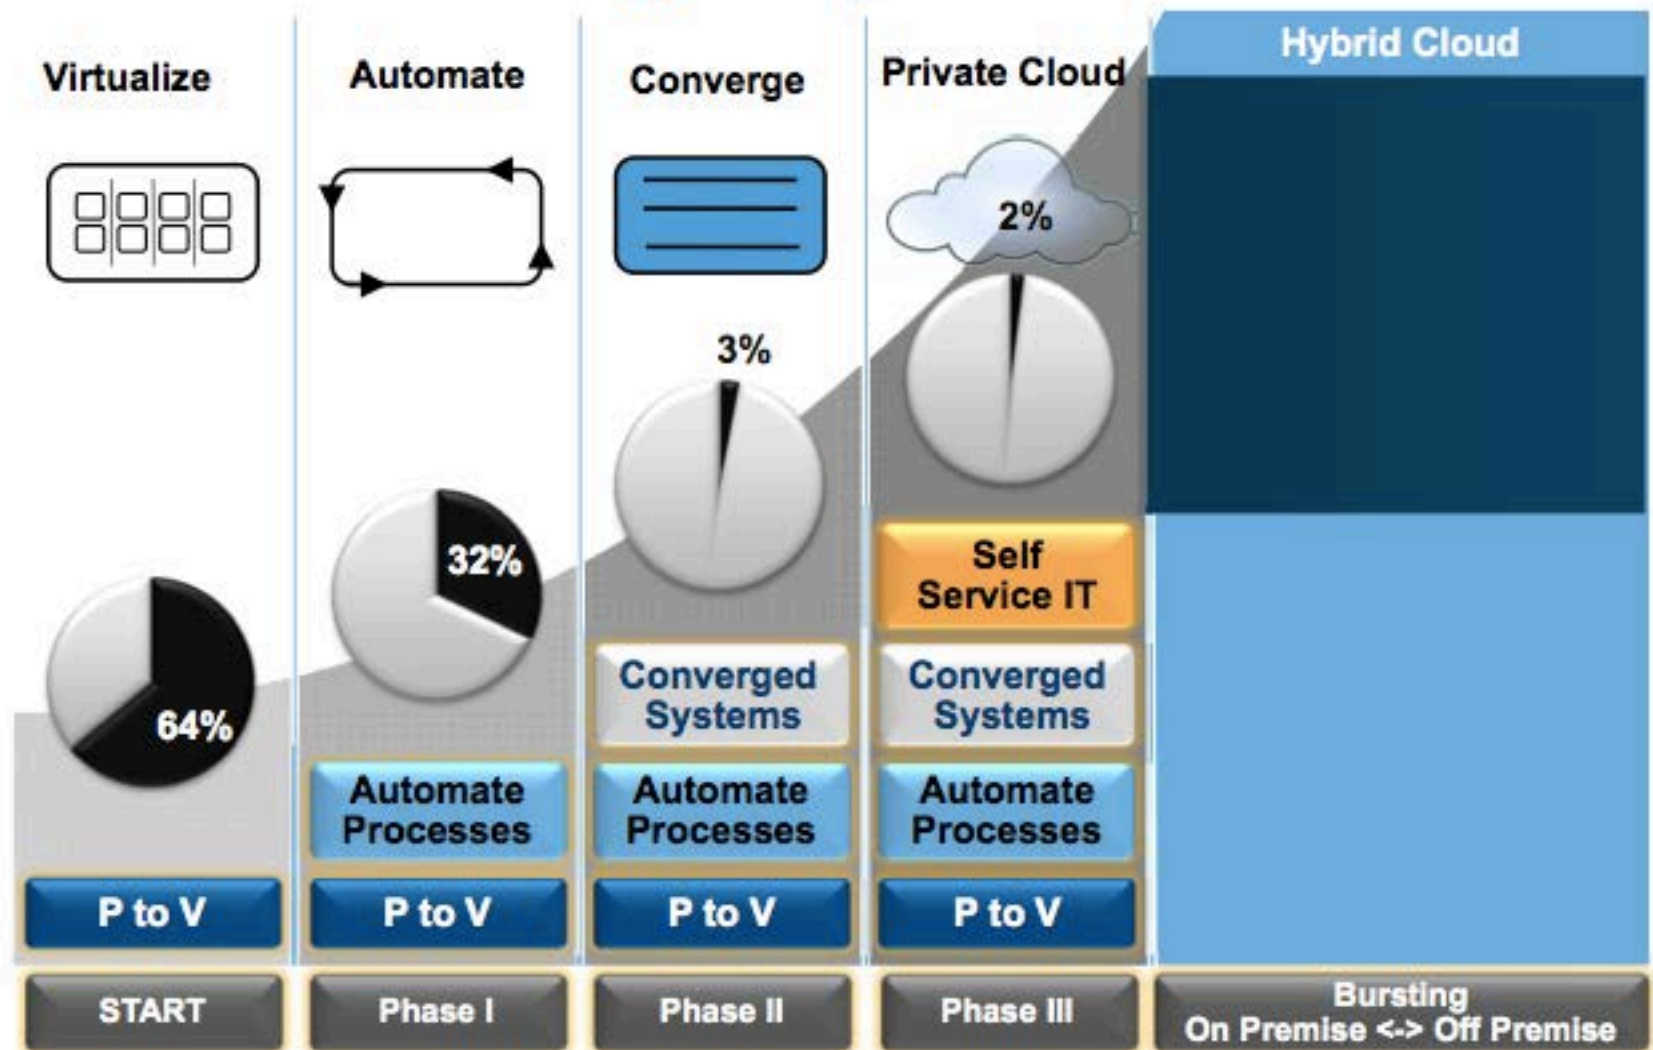 Virtualize
Automate
Converge
Private Cloud
Hybrid Cloud
2%
3%
32%
64%
Self
Service IT
Converged
Systems
Converged
Systems
Automate
Processes
Automate
Processes
Automate
Processes
P to V
P to V
P to V
P to V
START
Phase I
Phase II
Phase III
Bursting
On Premise <-> Off Premise